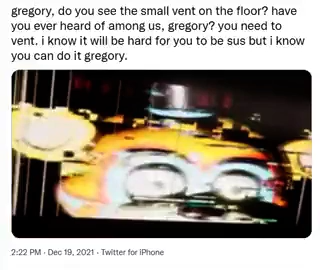 gregory, do you see the small vent on the floor? have
you ever heard of among us, gregory? you need to
vent. i know it will be hard for you to be sus but i know
you can do it gregory.
2:22 PM · Dec 19, 2021 · Twitter for iPhone